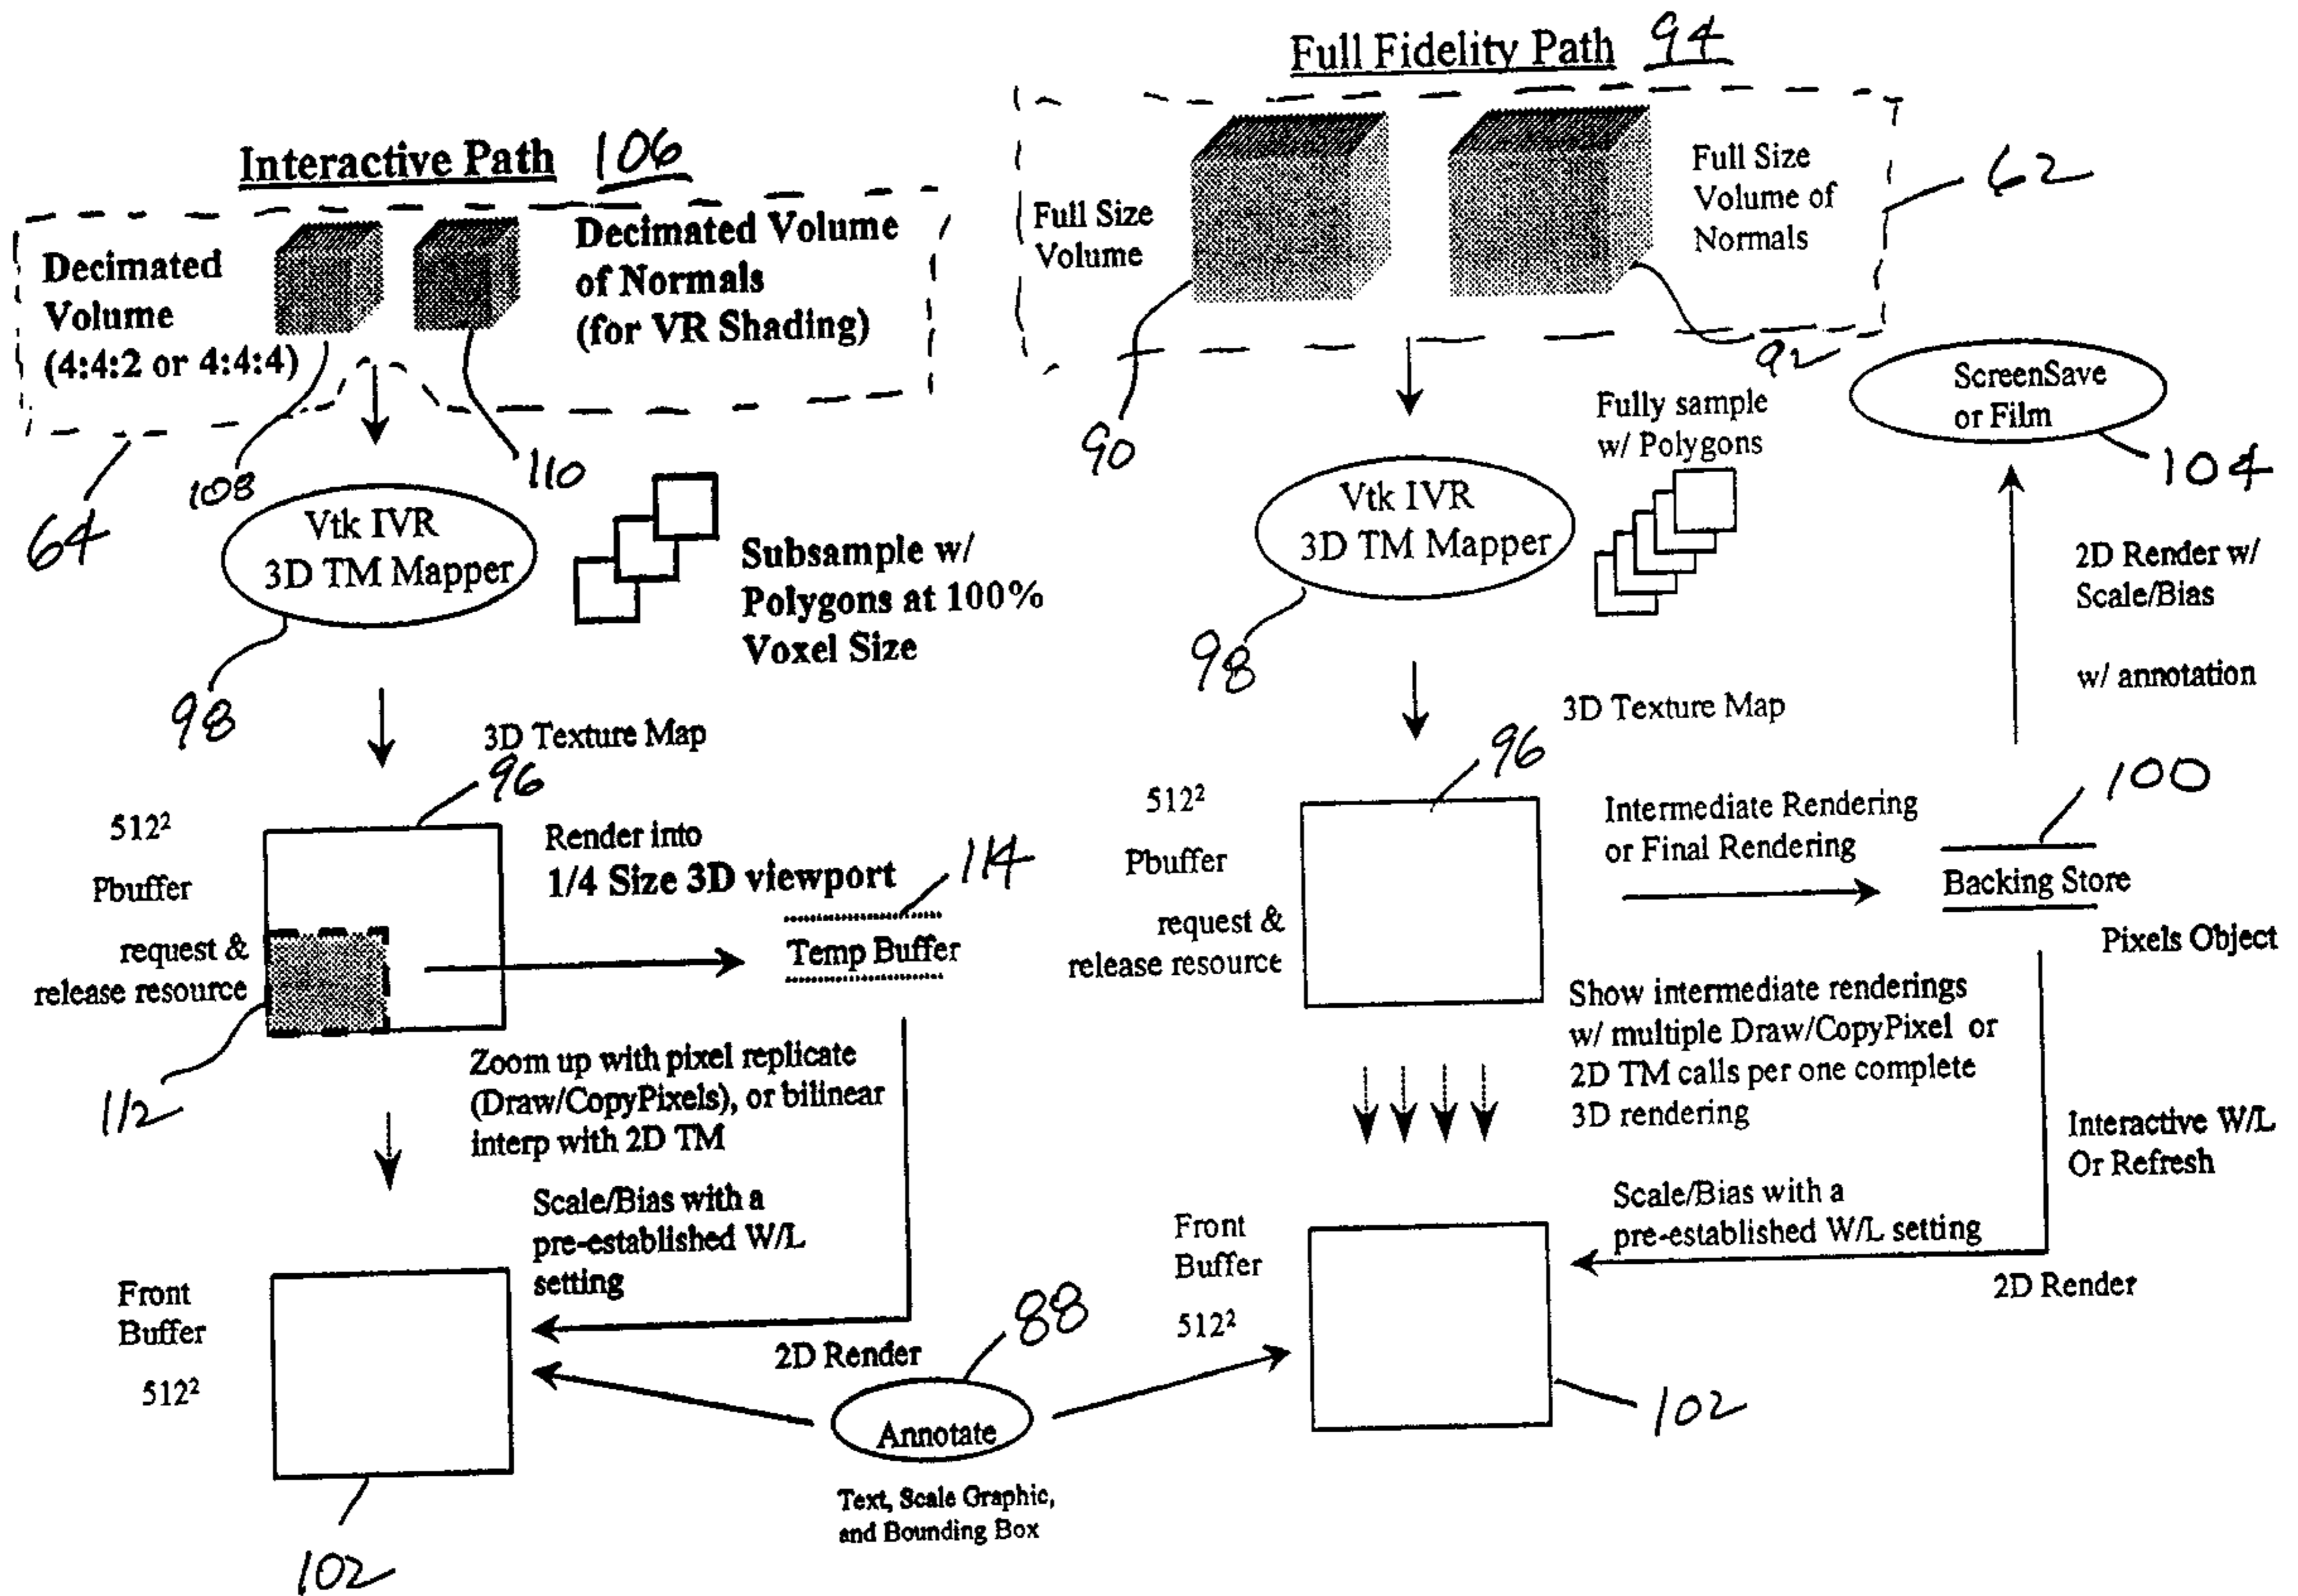 Interactive Path 106
Decimated
Volume
(4:4:2 or 4:4:4)
Decimated Volume
of Normals
(for VR Shading)
108
110
64
Vtk IVR
3D TM Mapper
98
Subsample w/
Polygons at 100%
Voxel Size
3D Texture Map
96
512²
Pbuffer
request &
release resource
112
Render into
1/4 Size 3D viewport
114
Temp Buffer
Zoom up with pixel replicate
(Draw/CopyPixels), or bilinear
interp with 2D TM
Scale/Bias with a
pre-established W/L
setting
Front
Buffer
512²
102
2D Render
88
Annotate
Text, Scale Graphic,
and Bounding Box
Full Fidelity Path 94
Full Size
Volume
Full Size
Volume of
Normals
62
90
92
Vtk IVR
3D TM Mapper
98
Fully sample
w/ Polygons
ScreenSave
or Film
104
2D Render w/
Scale/Bias
w/ annotation
3D Texture Map
96
512²
Pbuffer
request &
release resource
Intermediate Rendering
or Final Rendering
100
Backing Store
Pixels Object
Show intermediate renderings
w/ multiple Draw/CopyPixel or
2D TM calls per one complete
3D rendering
Interactive W/L
Or Refresh
Scale/Bias with a
pre-established W/L setting
2D Render
Front
Buffer
512²
102